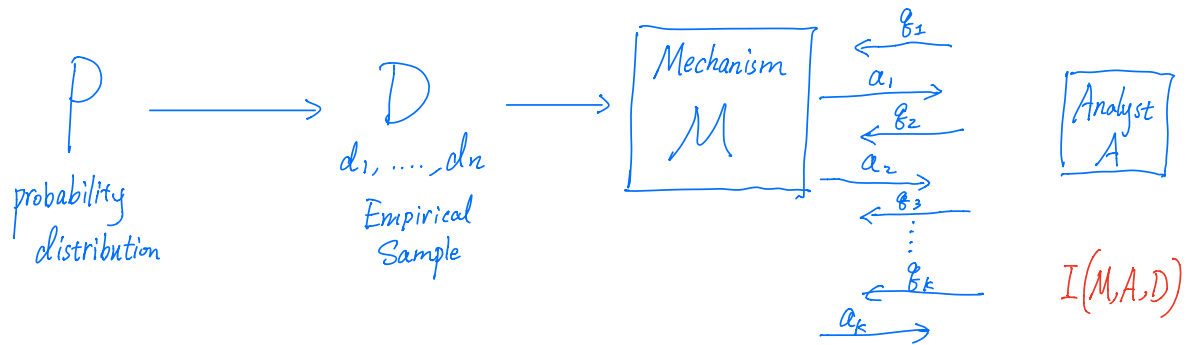 P
probability
distribution
D
d₁, ...., dₙ
Empirical
Sample
Mechanism
M
q₁
a₁
q₂
a₂
q₃
⋮
qₖ
aₖ
Analyst
A
I(M,A,D)